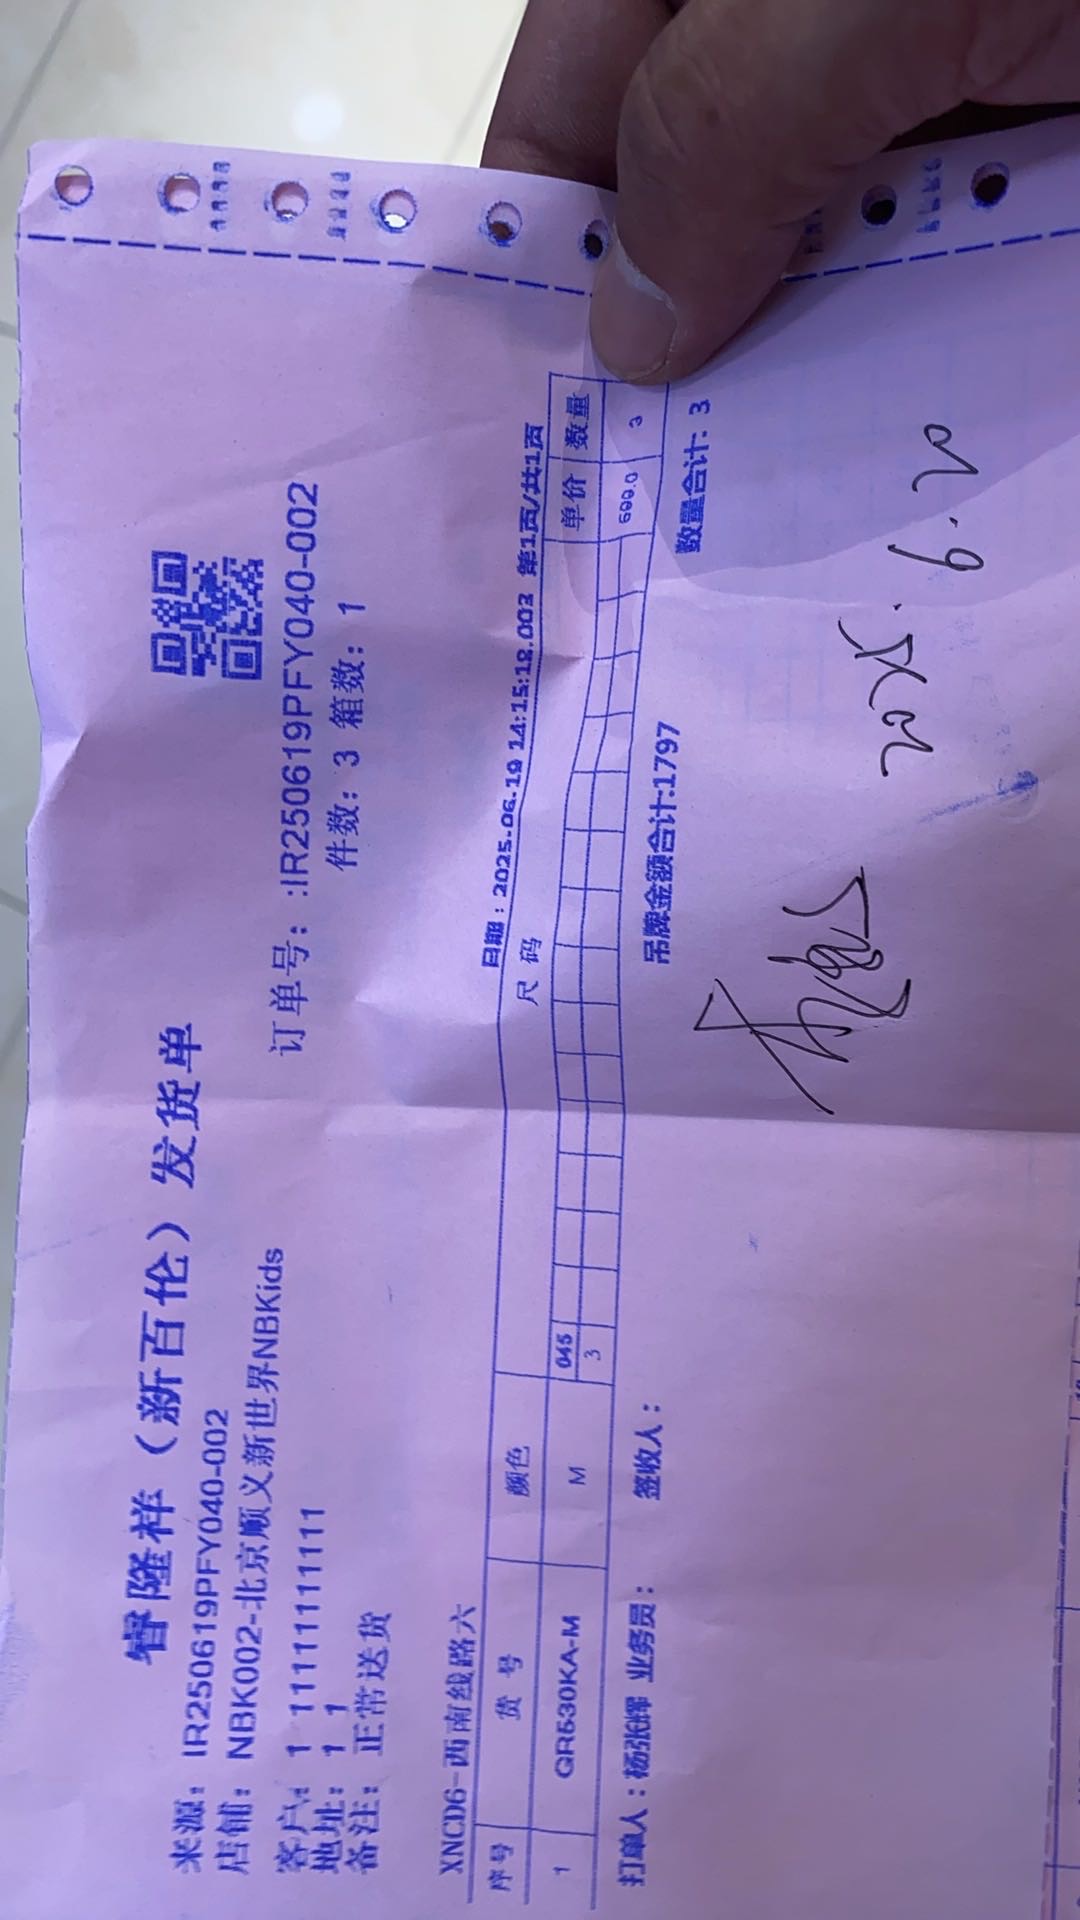 睿隆祥（新百伦）发货单
来源：IR250619PFY040-002
店铺：NBK002-北京顺义新世界NBKids
订单号：:IR250619PFY040-002
客户：1 11111111111
件数：3 箱数：1
地址：1 1
备注：正常送货
XNCD6-西南线路六
日期：2025.06.19 14:15:18.003 第1页/共1页
序号 货号 颜色 尺码 单价 数量
045
1 QR530KA-M M 3 3
打单人：杨张辉 业务员： 签收人： 吊牌金额合计:1797 数量合计：3